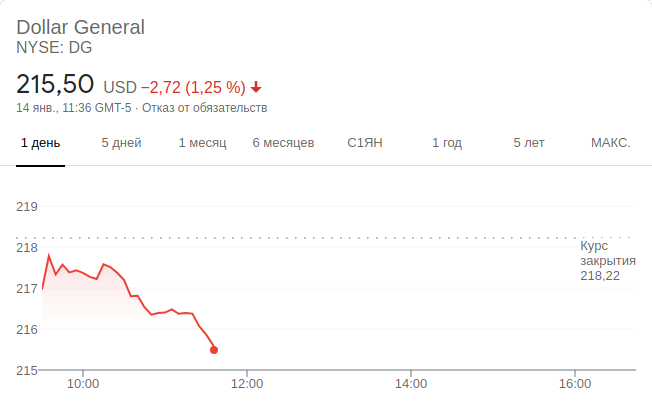 Dollar General
NYSE: DG
215,50 USD −2,72 (1,25 %)
14 янв., 11:36 GMT-5 · Отказ от обязательств
1 день 5 дней 1 месяц 6 месяцев С1ЯН 1 год 5 лет МАКС.
219
218
217
216
215
Курс
закрытия
218,22
10:00 12:00 14:00 16:00